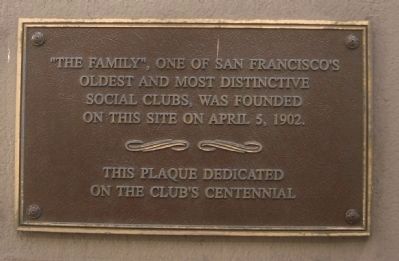 "THE FAMILY", ONE OF SAN FRANCISCO'S
OLDEST AND MOST DISTINCTIVE
SOCIAL CLUBS, WAS FOUNDED
ON THIS SITE ON APRIL 5, 1902.
THIS PLAQUE DEDICATED
ON THE CLUB'S CENTENNIAL